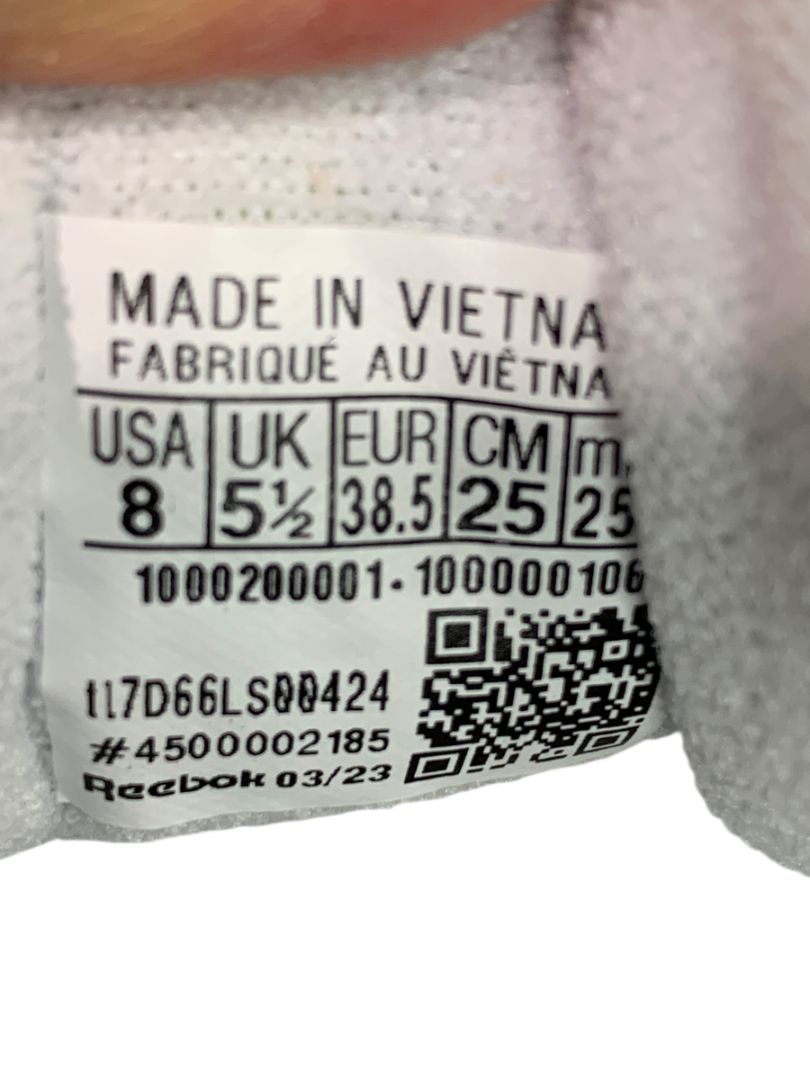 MADE IN VIETNA
FABRIQUÉ AU VIÊTNA
USA UK EUR CM m
8 5½ 38.5 25 25
1000200001-100000106
tl7D66LS00424
#4500002185
Reebok 03/23